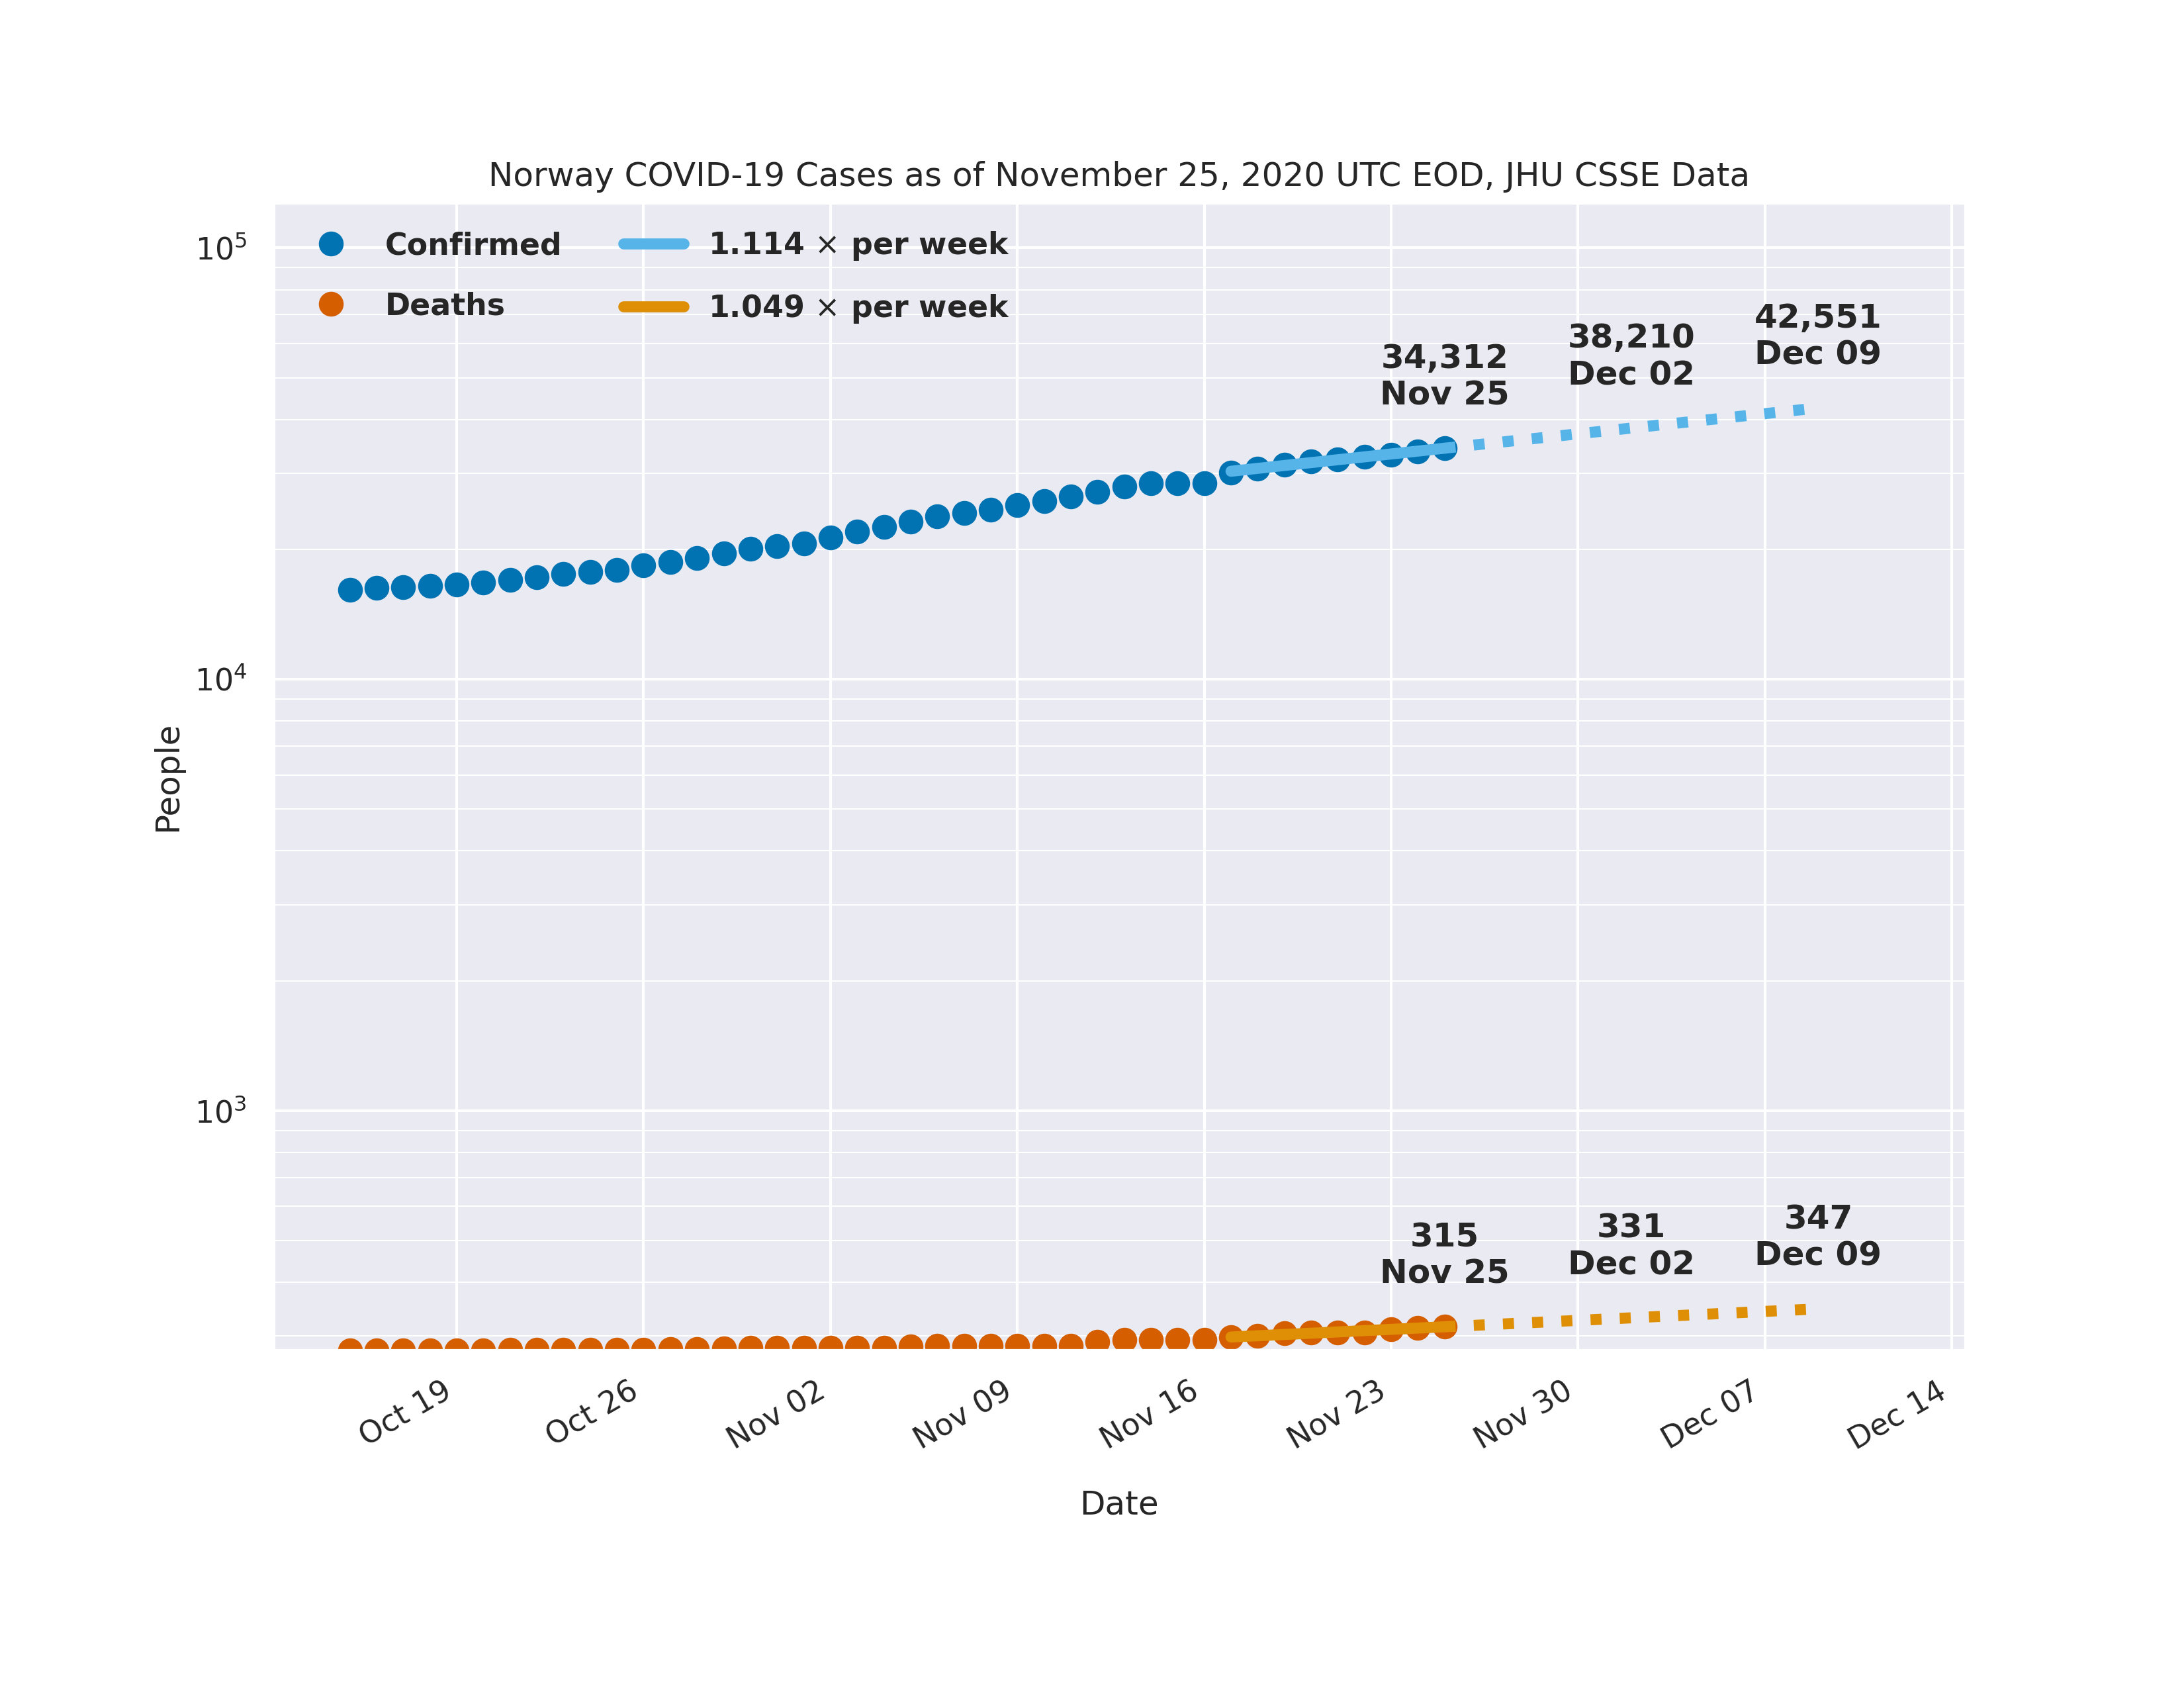 Norway COVID-19 Cases as of November 25, 2020 UTC EOD, JHU CSSE Data
Confirmed
Deaths
1.114 × per week
1.049 × per week
34,312
Nov 25
38,210
Dec 02
42,551
Dec 09
315
Nov 25
331
Dec 02
347
Dec 09
10⁵
10⁴
10³
People
Oct 19
Oct 26
Nov 02
Nov 09
Nov 16
Nov 23
Nov 30
Dec 07
Dec 14
Date